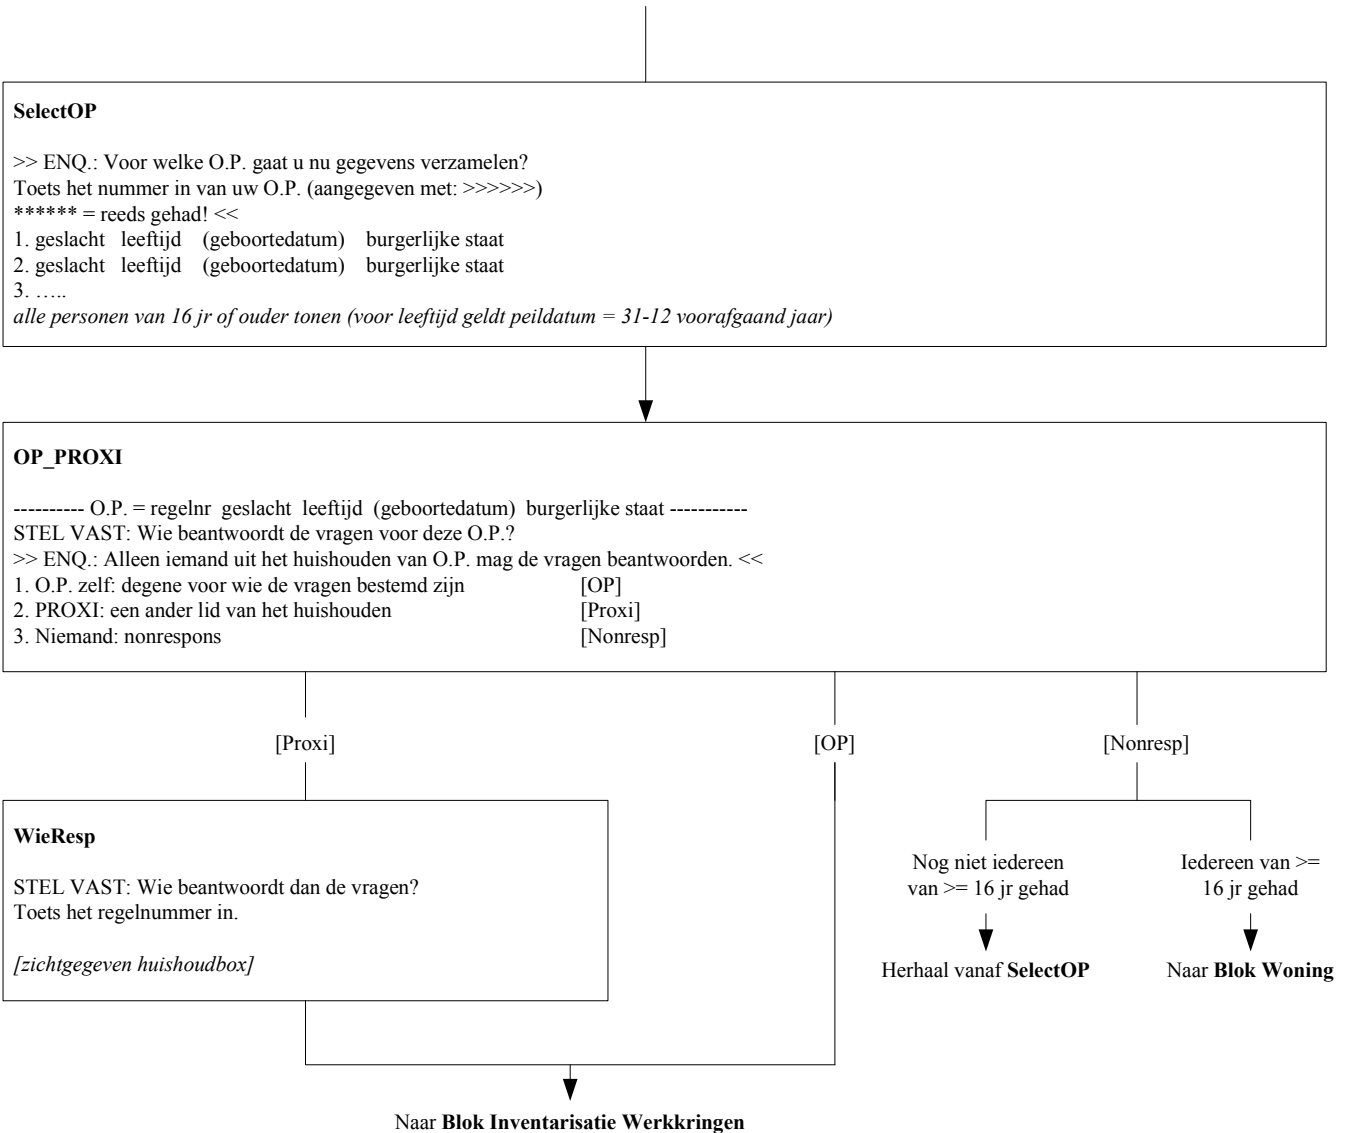 SelectOP
>> ENQ.: Voor welke O.P. gaat u nu gegevens verzamelen?
Toets het nummer in van uw O.P. (aangegeven met: >>>>>>)
****** = reeds gehad! <<
1. geslacht leeftijd (geboortedatum) burgerlijke staat
2. geslacht leeftijd (geboortedatum) burgerlijke staat
3. …..
alle personen van 16 jr of ouder tonen (voor leeftijd geldt peildatum = 31-12 voorafgaand jaar)
OP_PROXI
---------- O.P. = regelnr geslacht leeftijd (geboortedatum) burgerlijke staat -----------
STEL VAST: Wie beantwoordt de vragen voor deze O.P.?
>> ENQ.: Alleen iemand uit het huishouden van O.P. mag de vragen beantwoorden. <<
1. O.P. zelf: degene voor wie de vragen bestemd zijn [OP]
2. PROXI: een ander lid van het huishouden [Proxi]
3. Niemand: nonrespons [Nonresp]
[Proxi] [OP] [Nonresp]
WieResp
STEL VAST: Wie beantwoordt dan de vragen?
Toets het regelnummer in.
[zichtgegeven huishoudbox]
Nog niet iedereen
van >= 16 jr gehad
Iedereen van >=
16 jr gehad
Herhaal vanaf SelectOP
Naar Blok Woning
Naar Blok Inventarisatie Werkkringen